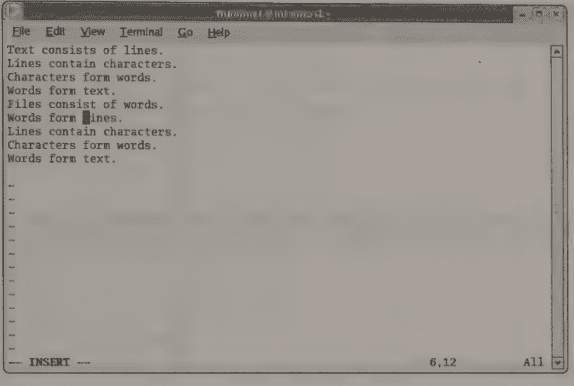 File Edit View Terminal Go Help
Text consists of lines.
Lines contain characters.
Characters form words.
Words form text.
Files consist of words.
Words form lines.
Lines contain characters.
Characters form words.
Words form text.
~
~
~
~
~
~
~
~
~
~
~
~
~
-- INSERT -- 6,12 All